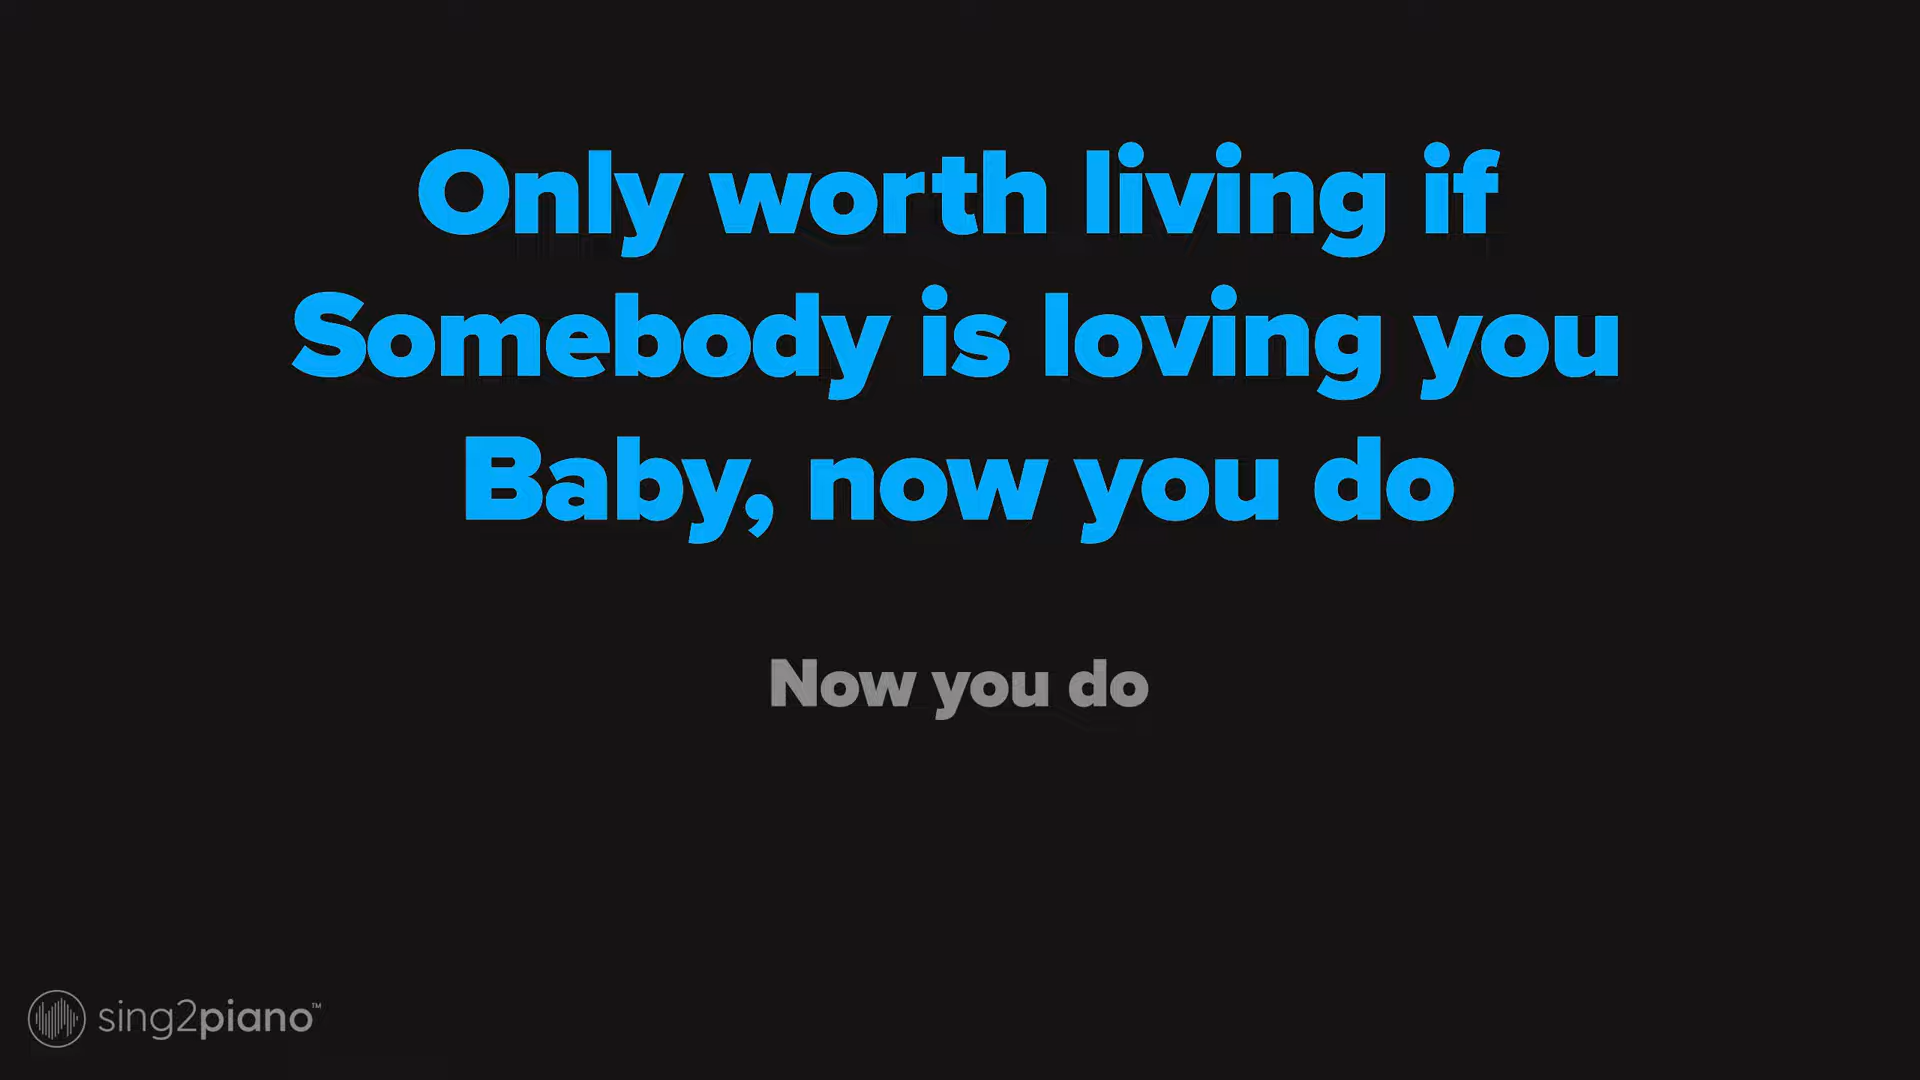 Only worth living if
Somebody is loving you
Baby, now you do
Now you do
sing2piano™